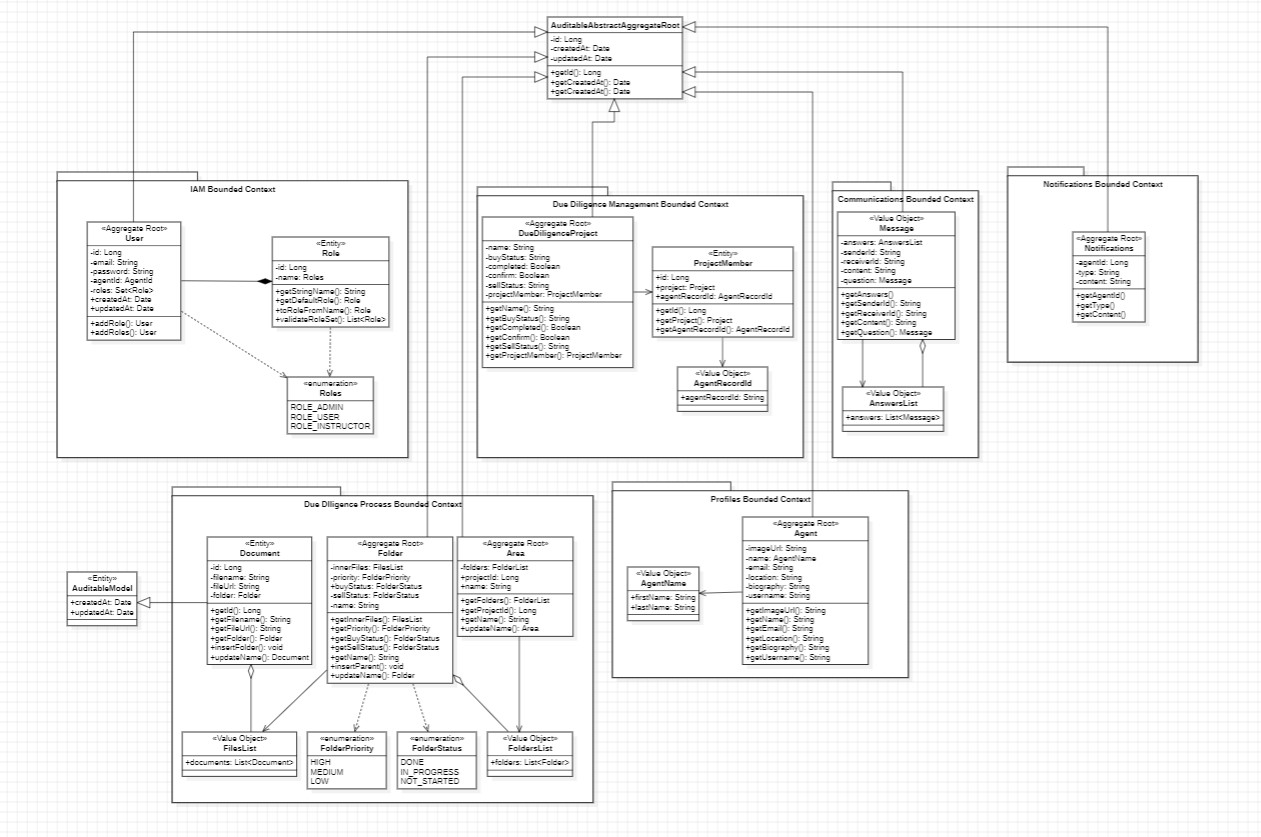 AuditableAbstractAggregateRoot
-id: Long
-createdAt: Date
-updatedAt: Date
+getId(): Long
+getCreatedAt(): Date
+getCreatedAt(): Date
IAM Bounded Context
«Aggregate Root»
User
-id: Long
-email: String
-password: String
-agentId: AgentId
-roles: Set<Role>
+createdAt: Date
+updatedAt: Date
+addRole(): User
+addRoles(): User
«Entity»
Role
-id: Long
-name: Roles
+getStringName(): String
+getDefaultRole(): Role
+toRoleFromName(): Role
+validateRoleSet(): List<Role>
«enumeration»
Roles
ROLE_ADMIN
ROLE_USER
ROLE_INSTRUCTOR
Due Diligence Management Bounded Context
«Aggregate Root»
DueDiligenceProject
-name: String
-buyStatus: String
-completed: Boolean
-confirm: Boolean
-sellStatus: String
-projectMember: ProjectMember
+getName(): String
+getBuyStatus(): String
+getCompleted(): Boolean
+getConfirm(): Boolean
+getSellStatus(): String
+getProjectMember(): ProjectMember
«Entity»
ProjectMember
+id: Long
+project: Project
+agentRecordId: AgentRecordId
+getId(): Long
+getProject(): Project
+getAgentRecordId(): AgentRecordId
«Value Object»
AgentRecordId
+agentRecordId: String
Communications Bounded Context
«Value Object»
Message
-answers: AnswersList
-senderId: String
-receiverId: String
-content: String
-question: Message
+getAnswers()
+getSenderId(): String
+getReceiverId(): String
+getContent(): String
+getQuestion(): Message
«Value Object»
AnswersList
+answers: List<Message>
Notifications Bounded Context
«Aggregate Root»
Notifications
-agentId: Long
-type: String
-content: String
+getAgentId()
+getType()
+getContent()
Due DIligence Process Bounded Context
«Entity»
AuditableModel
+createdAt: Date
+updatedAt: Date
«Entity»
Document
-id: Long
-filename: String
-fileUrl: String
-folder: Folder
+getId(): Long
+getFilename(): String
+getFileUrl(): String
+getFolder(): Folder
+insertFolder(): void
+updateName(): Document
«Aggregate Root»
Folder
-innerFiles: FilesList
-priority: FolderPriority
+buyStatus: FolderStatus
-sellStatus: FolderStatus
-name: String
+getInnerFiles(): FilesList
+getPriority(): FolderPriority
+getBuyStatus(): FolderStatus
+getSellStatus(): FolderStatus
+getName(): String
+insertParent(): void
+updateName(): Folder
«Aggregate Root»
Area
-folders: FolderList
+projectId: Long
+name: String
+getFolders(): FolderList
+getProjectId(): Long
+getName(): String
+updateName(): Area
«Value Object»
FilesList
+documents: List<Document>
«enumeration»
FolderPriority
HIGH
MEDIUM
LOW
«enumeration»
FolderStatus
DONE
IN_PROGRESS
NOT_STARTED
«Value Object»
FoldersList
+folders: List<Folder>
Profiles Bounded Context
«Value Object»
AgentName
+firstName: String
+lastName: String
«Aggregate Root»
Agent
-imageUrl: String
-name: AgentName
-email: String
-location: String
-biography: String
-username: String
+getImageUrl(): String
+getName(): String
+getEmail(): String
+getLocation(): String
+getBiography(): String
+getUsername(): String